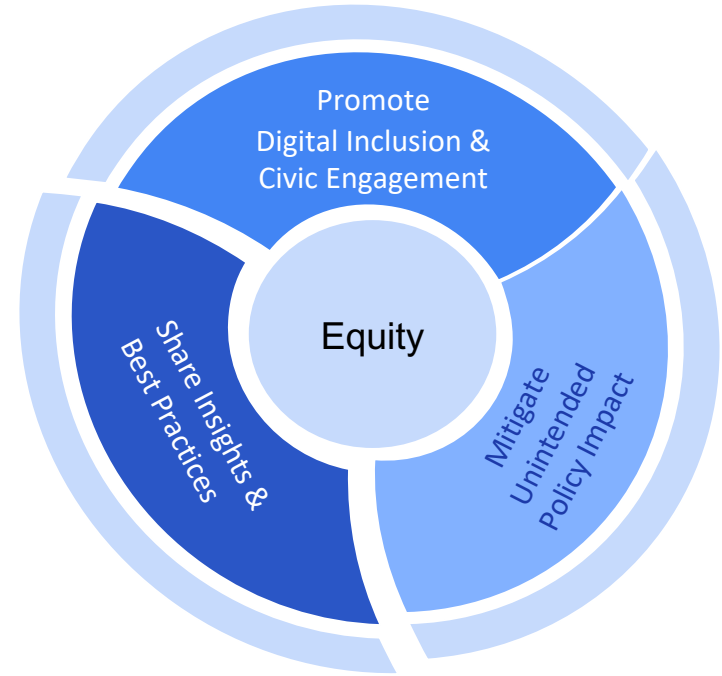 Promote
Digital Inclusion &
Civic Engagement
Equity
Share Insights &
Best Practices
Mitigate
Unintended
Policy Impact